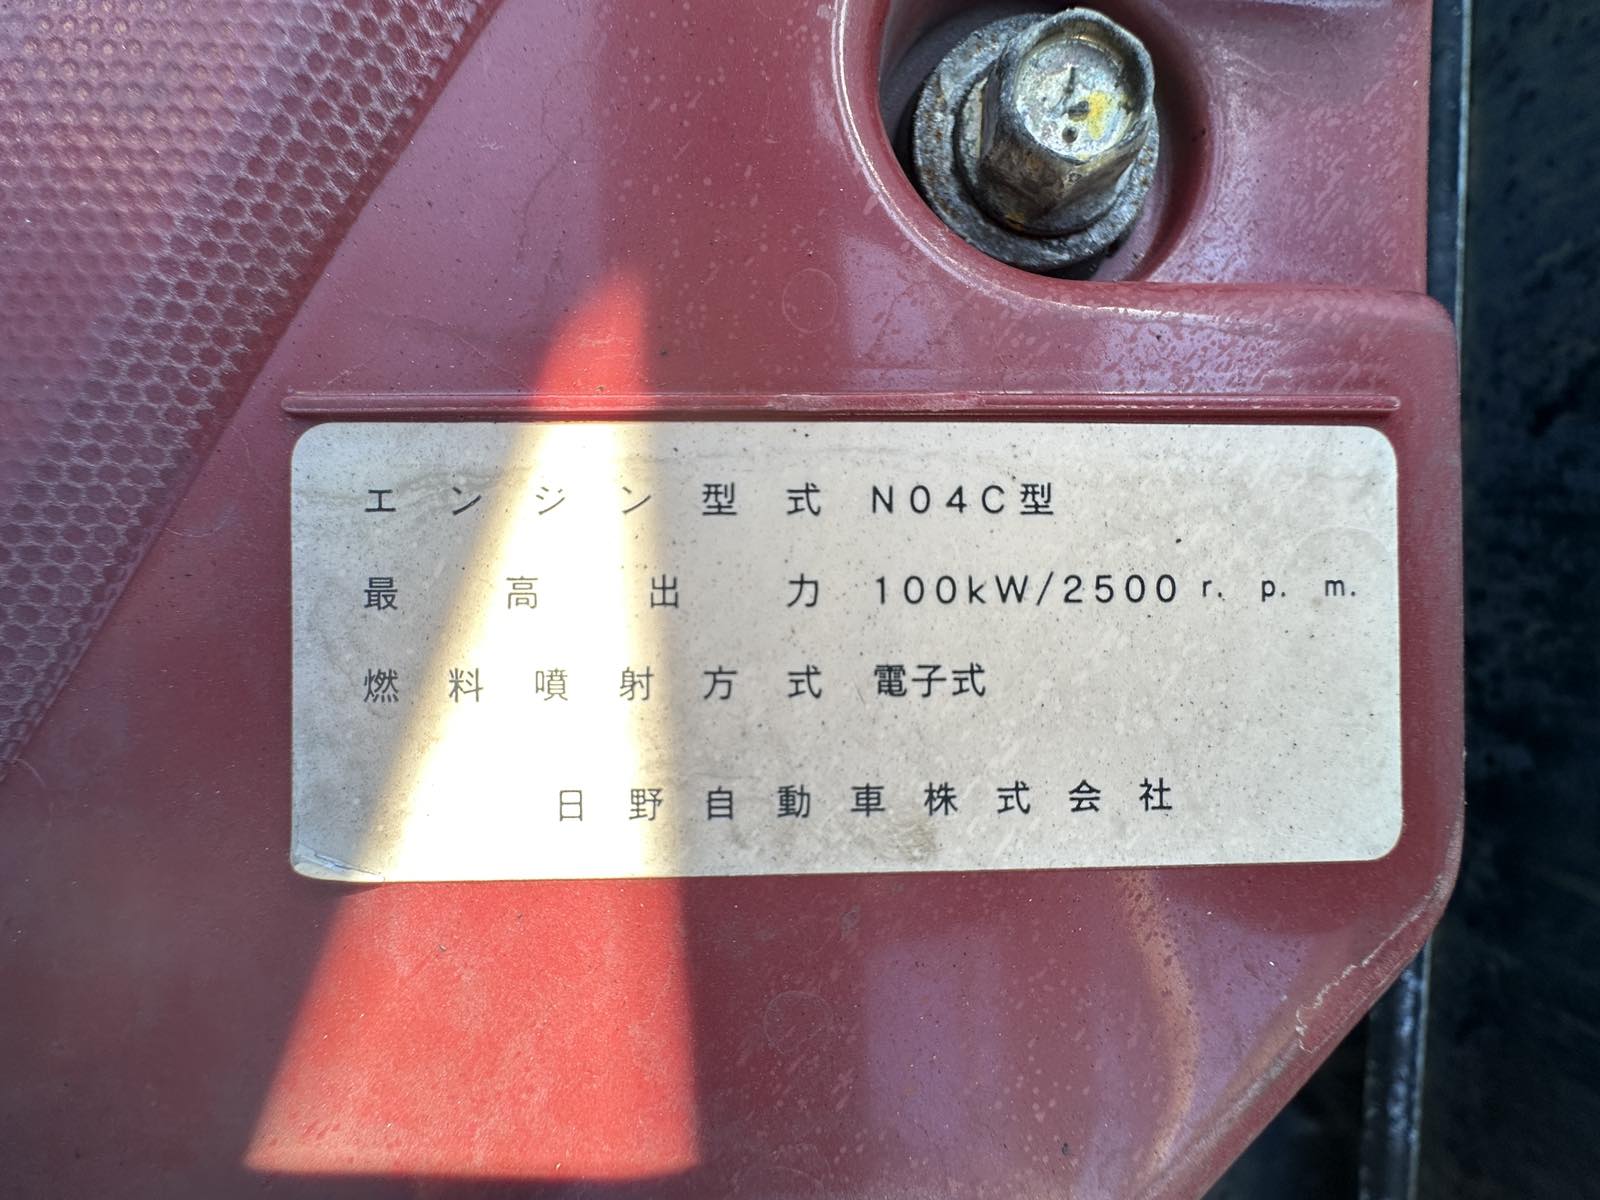 エンジン型式 N04C型
最高出力 100kW/2500r.p.m.
燃料噴射方式 電子式
日野自動車株式会社